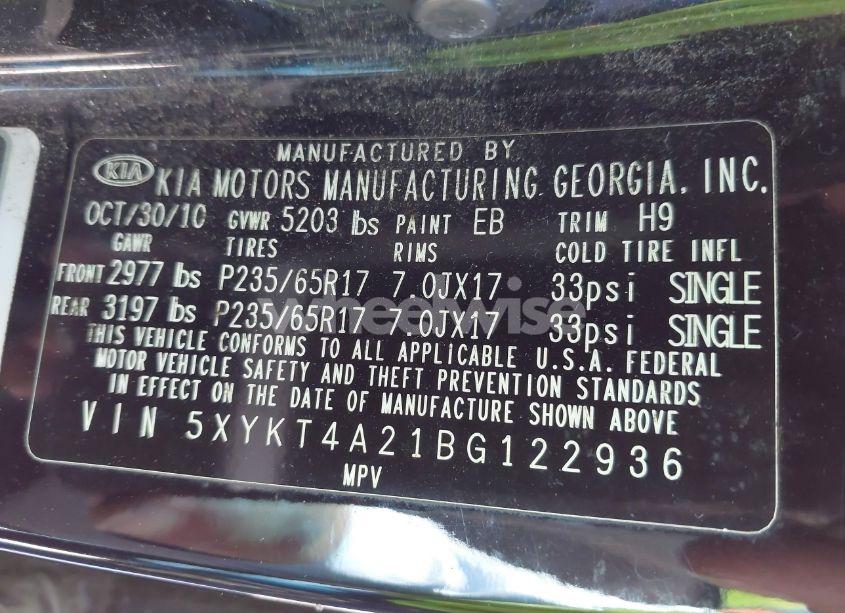 MANUFACTURED BY
KIA KIA MOTORS MANUFACTURING GEORGIA, INC.
OCT/30/10 GVWR 5203 lbs PAINT EB TRIM H9
GAWR TIRES RIMS COLD TIRE INFL
FRONT 2977 lbs P235/65R17 7.0JX17 33psi SINGLE
wheelwise
REAR 3197 lbs P235/65R17 7.0JX17 33psi SINGLE
THIS VEHICLE CONFORMS TO ALL APPLICABLE U.S.A. FEDERAL
MOTOR VEHICLE SAFETY AND THEFT PREVENTION STANDARDS
IN EFFECT ON THE DATE OF MANUFACTURE SHOWN ABOVE
VIN 5XYKT4A21BG122936
MPV